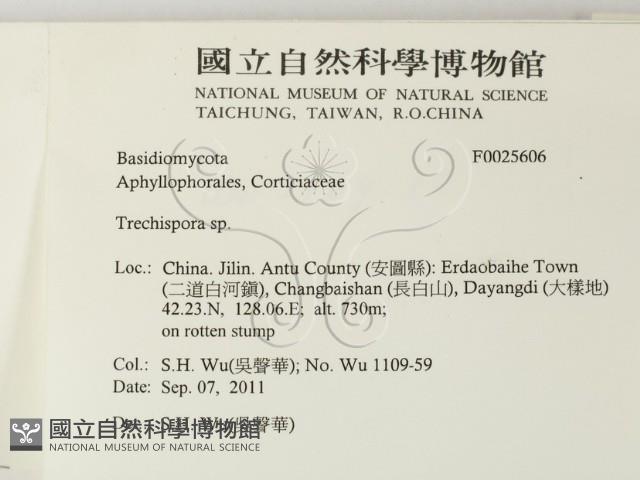 國立自然科學博物館
NATIONAL MUSEUM OF NATURAL SCIENCE
TAICHUNG, TAIWAN, R.O.CHINA
Basidiomycota F0025606
Aphyllophorales, Corticiaceae
Trechispora sp.
Loc.: China. Jilin. Antu County (安圖縣): Erdaobaihe Town
(二道白河鎮), Changbaishan (長白山), Dayangdi (大樣地)
42.23.N, 128.06.E; alt. 730m;
on rotten stump
Col.: S.H. Wu(吳聲華); No. Wu 1109-59
Date: Sep. 07, 2011
S.H. Wu(吳聲華)
國立自然科學博物館
NATIONAL MUSEUM OF NATURAL SCIENCE